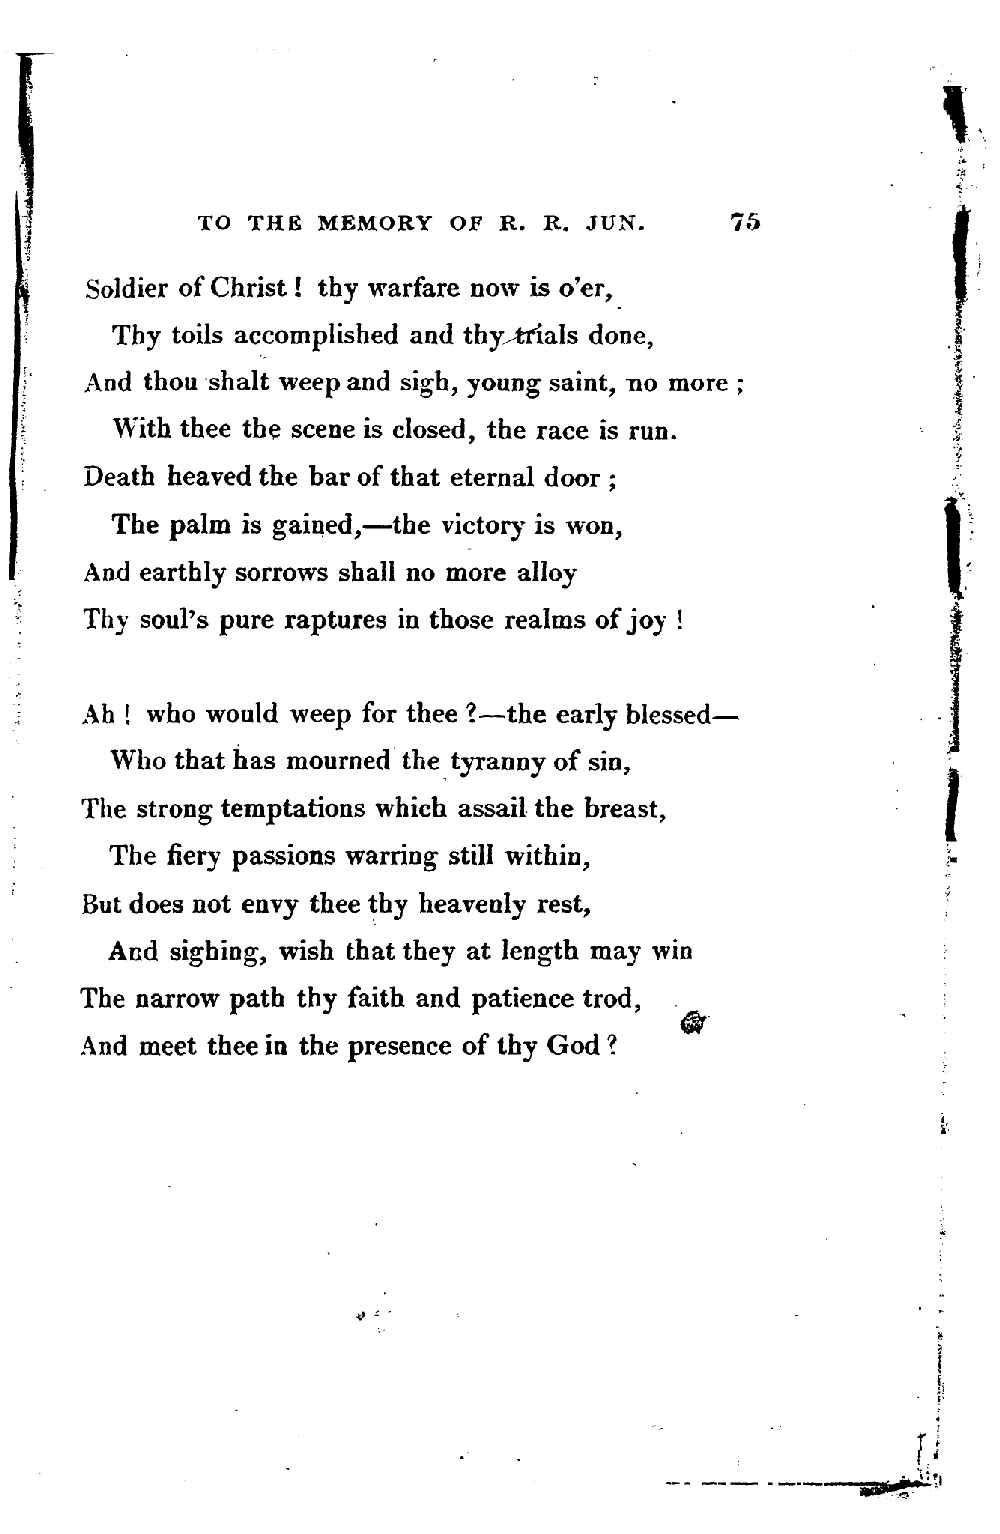 TO THE MEMORY OF R. R. JUN. 75
Soldier of Christ! thy warfare now is o'er,
Thy toils accomplished and thy trials done,
And thou shalt weep and sigh, young saint, no more;
With thee the scene is closed, the race is run.
Death heaved the bar of that eternal door;
The palm is gained,—the victory is won,
And earthly sorrows shall no more alloy
Thy soul's pure raptures in those realms of joy!
Ah! who would weep for thee?—the early blessed—
Who that has mourned the tyranny of sin,
The strong temptations which assail the breast,
The fiery passions warring still within,
But does not envy thee thy heavenly rest,
And sighing, wish that they at length may win
The narrow path thy faith and patience trod,
And meet thee in the presence of thy God?